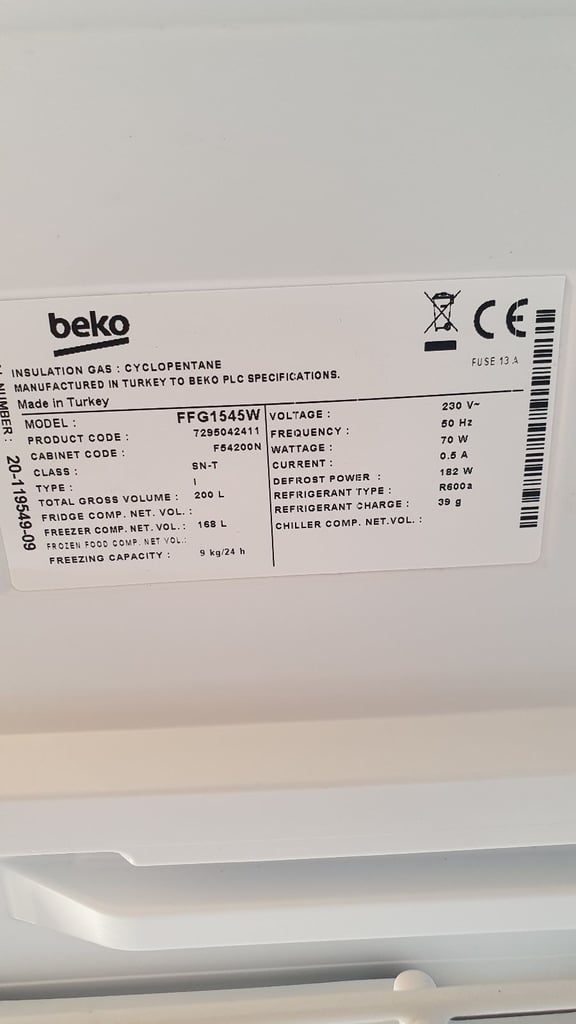 beko
CE
INSULATION GAS : CYCLOPENTANE
MANUFACTURED IN TURKEY TO BEKO PLC SPECIFICATIONS.
Made in Turkey
FUSE 13 A
MODEL : FFG1545W
PRODUCT CODE : 7295042411
CABINET CODE : F54200N
CLASS : SN-T
TYPE : I
TOTAL GROSS VOLUME : 200 L
FRIDGE COMP. NET. VOL. :
FREEZER COMP. NET. VOL. : 168 L
FROZEN FOOD COMP. NET VOL.:
FREEZING CAPACITY : 9 kg/24 h
VOLTAGE : 230 V~
FREQUENCY : 50 Hz
WATTAGE : 70 W
CURRENT : 0.5 A
DEFROST POWER : 182 W
REFRIGERANT TYPE : R600a
REFRIGERANT CHARGE : 39 g
CHILLER COMP. NET.VOL. :
NUMBER : 20-119549-09